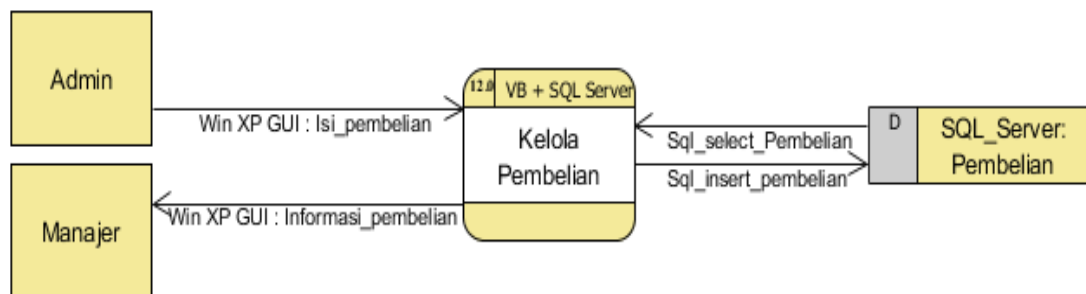 Admin
Win XP GUI : Isi_pembelian
Manajer
Win XP GUI : Informasi_pembelian
12.0
VB + SQL Server
Kelola
Pembelian
Sql_select_Pembelian
Sql_insert_pembelian
D
SQL_Server:
Pembelian